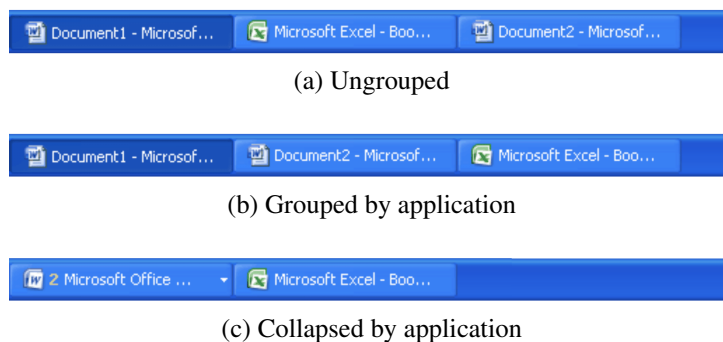 Document1 - Microsof... Microsoft Excel - Boo... Document2 - Microsof...
(a) Ungrouped
Document1 - Microsof... Document2 - Microsof... Microsoft Excel - Boo...
(b) Grouped by application
2 Microsoft Office ... Microsoft Excel - Boo...
(c) Collapsed by application